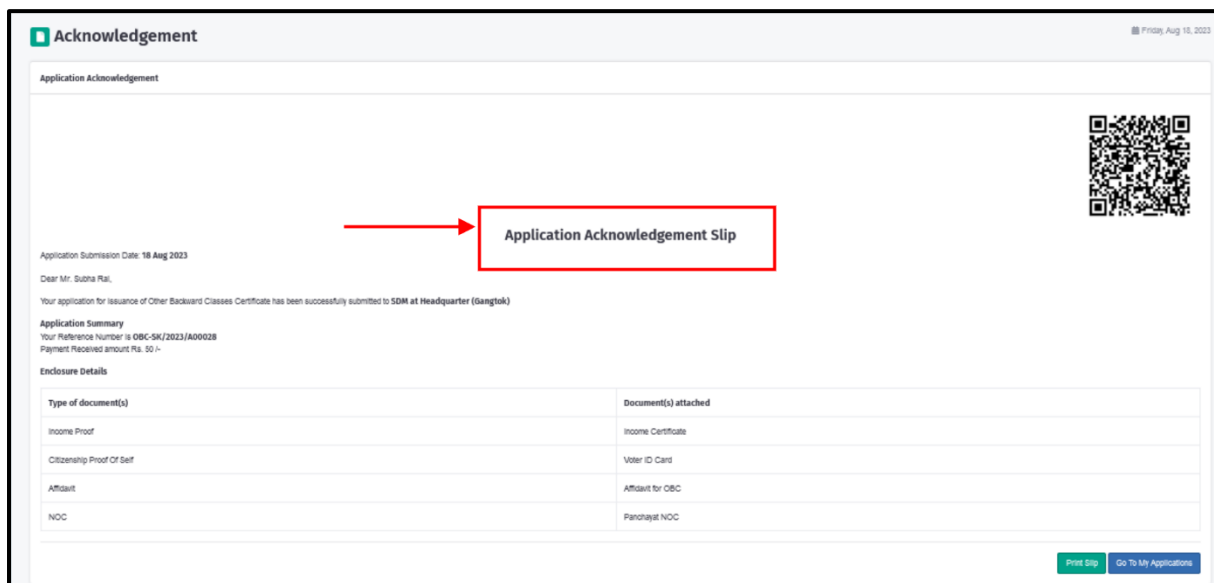 Acknowledgement
Friday, Aug 18, 2023
Application Acknowledgement
Application Acknowledgement Slip
Application Submission Date: 18 Aug 2023
Dear Mr. Subha Rai,
Your application for Issuance of Other Backward Classes Certificate has been successfully submitted to SDM at Headquarter (Gangtok)
Application Summary
Your Reference Number is OBC-SK/2023/A00028
Payment Received amount Rs. 50 /-
Enclosure Details
Type of document(s) Document(s) attached
Income Proof Income Certificate
Citizenship Proof Of Self Voter ID Card
Affidavit Affidavit for OBC
NOC Panchayat NOC
Print Slip Go To My Applications